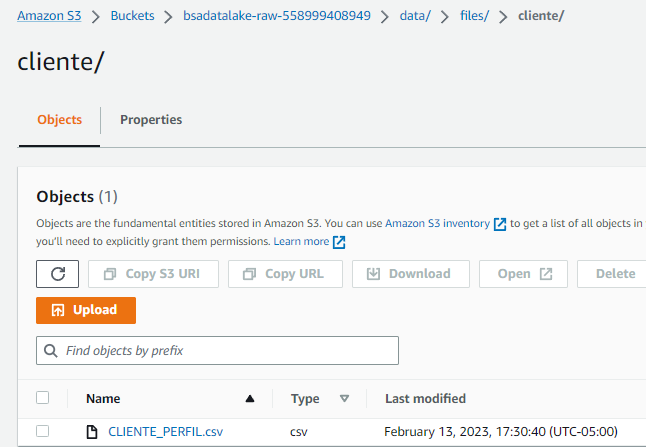 Amazon S3 > Buckets > bsadatalake-raw-558999408949 > data/ > files/ > cliente/
cliente/
Objects Properties
Objects (1)
Objects are the fundamental entities stored in Amazon S3. You can use Amazon S3 inventory to get a list of all objects in
you'll need to explicitly grant them permissions. Learn more
Copy S3 URI Copy URL Download Open Delete
Upload
Find objects by prefix
Name Type Last modified
CLIENTE_PERFIL.csv csv February 13, 2023, 17:30:40 (UTC-05:00)